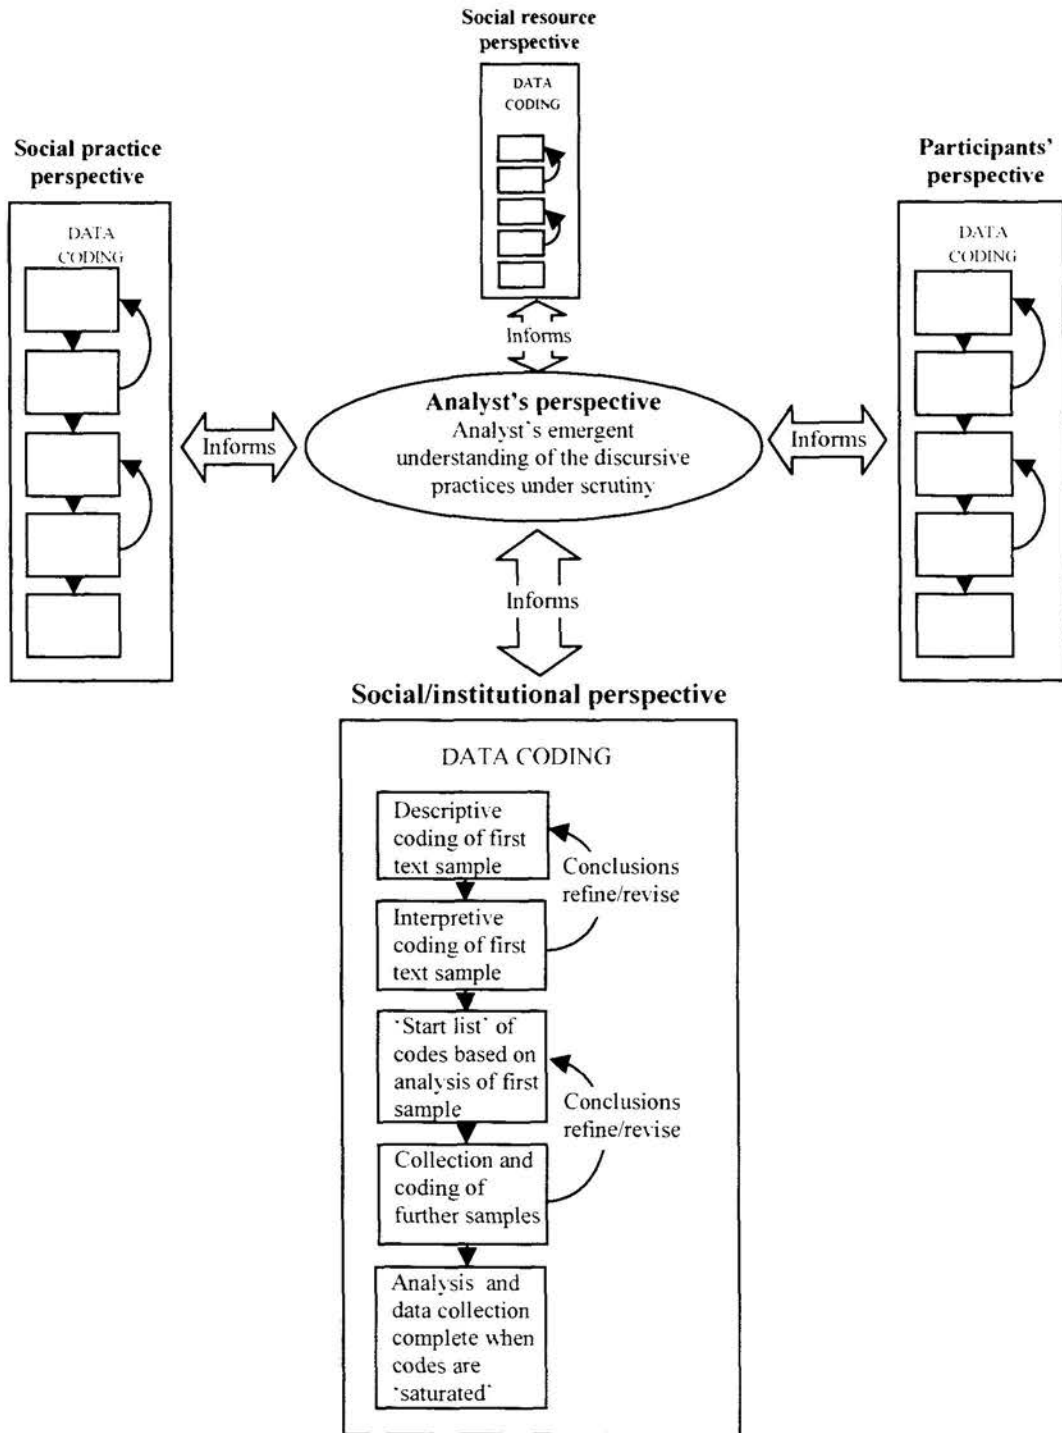 Social resource
perspective
DATA
CODING
Social practice
perspective
DATA
CODING
Participants'
perspective
DATA
CODING
Informs
Analyst's perspective
Analyst's emergent
understanding of the discursive
practices under scrutiny
Informs
Informs
Informs
Social/institutional perspective
DATA CODING
Descriptive
coding of first
text sample
Conclusions
refine/revise
Interpretive
coding of first
text sample
'Start list' of
codes based on
analysis of first
sample
Conclusions
refine/revise
Collection and
coding of
further samples
Analysis and
data collection
complete when
codes are
'saturated'